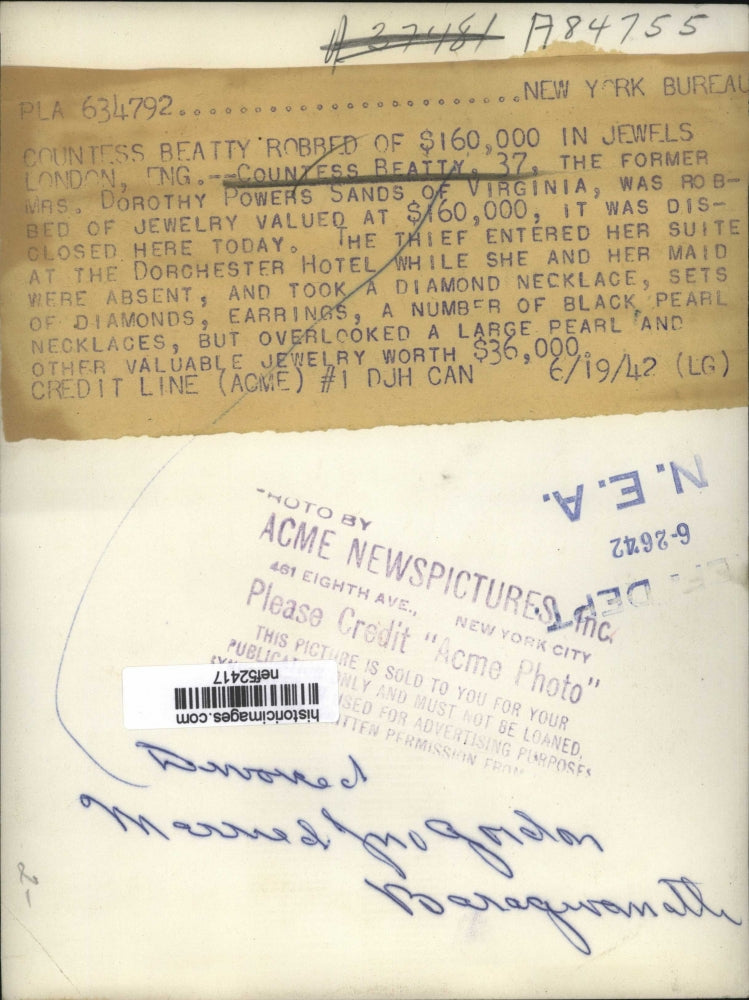 A 37481 A84755
PLA 634792..........................NEW Y RK BUREAU
COUNTESS BEATTY ROBBED OF $160,000 IN JEWELS
LONDON, ENG.--COUNTESS BEATTY, 37, THE FORMER
MRS. DOROTHY POWERS SANDS OF VIRGINIA, WAS ROB-
BED OF JEWELRY VALUED AT $160,000, IT WAS DIS-
CLOSED HERE TODAY. THE THIEF ENTERED HER SUITE
AT THE DORCHESTER HOTEL WHILE SHE AND HER MAID
WERE ABSENT, AND TOOK A DIAMOND NECKLACE, SETS
OF DIAMONDS, EARRINGS, A NUMBER OF BLACK PEARL
NECKLACES, BUT OVERLOOKED A LARGE PEARL AND
OTHER VALUABLE JEWELRY WORTH $36,000.
CREDIT LINE (ACME) #1 DJH CAN 6/19/42 (LG)
N.E.A.
6-2642
REF. DEPT.
PHOTO BY
ACME NEWSPICTURES, Inc.
461 EIGHTH AVE., NEW YORK CITY
Please Credit "Acme Photo"
THIS PICTURE IS SOLD TO YOU FOR YOUR
PUBLICATION ONLY AND MUST NOT BE LOANED,
USED FOR ADVERTISING PURPOSES
WRITTEN PERMISSION FROM
historicimages.com
nef52417
Divorced
Married Jno Gordon
Baragwanath